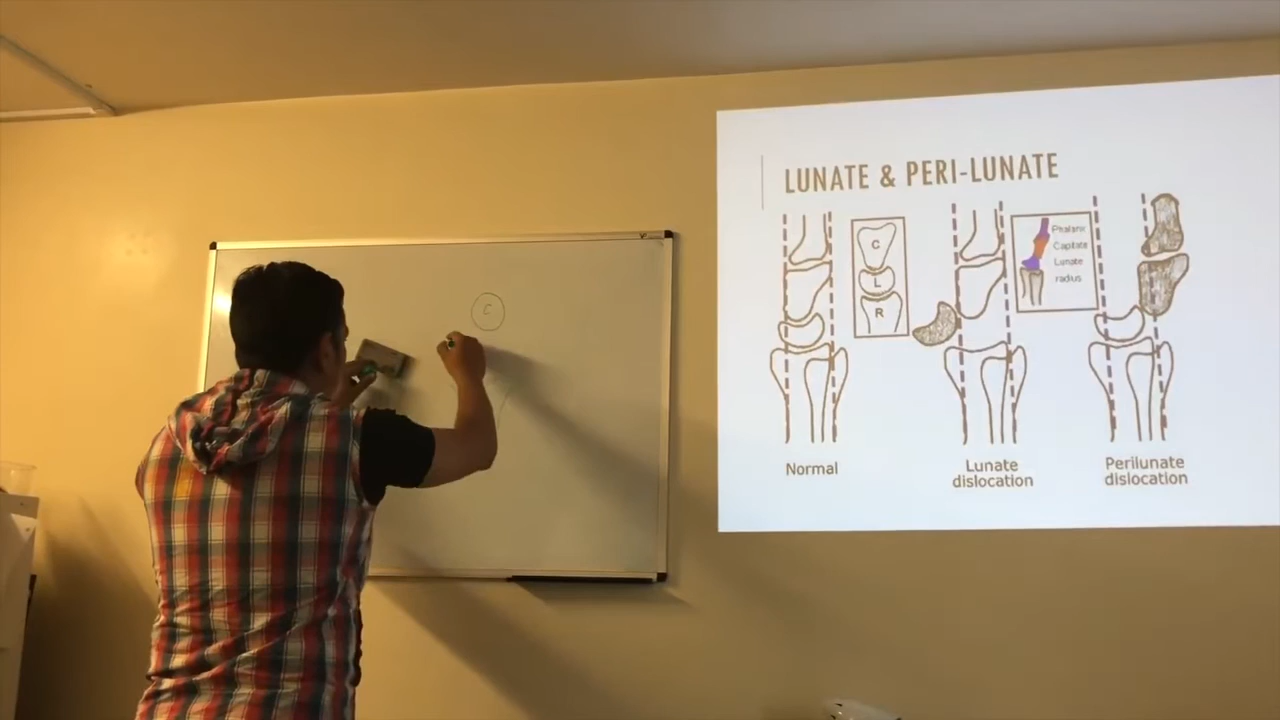 C
LUNATE & PERI-LUNATE
C
L
R
Phalanx
Capitate
Lunate
radius
Normal
Lunate
dislocation
Perilunate
dislocation